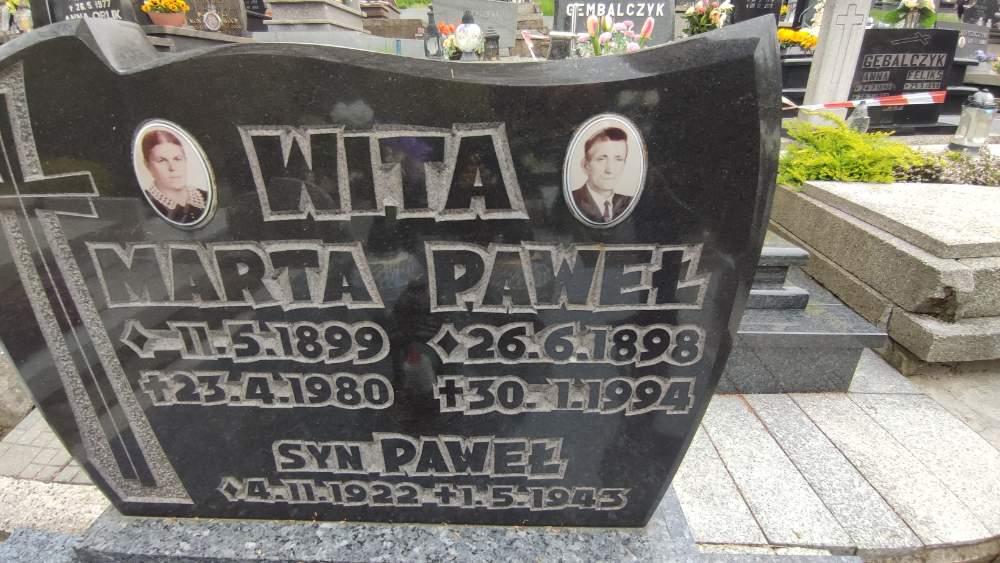 GEMBALCZYK
GĘBALCZYK
ANNA FELIKS
WITA
MARTA PAWEŁ
11.5.1899 26.6.1898
✝23.4.1980 ✝30.1.1994
SYN PAWEŁ
4.11.1922 ✝1.5.1943